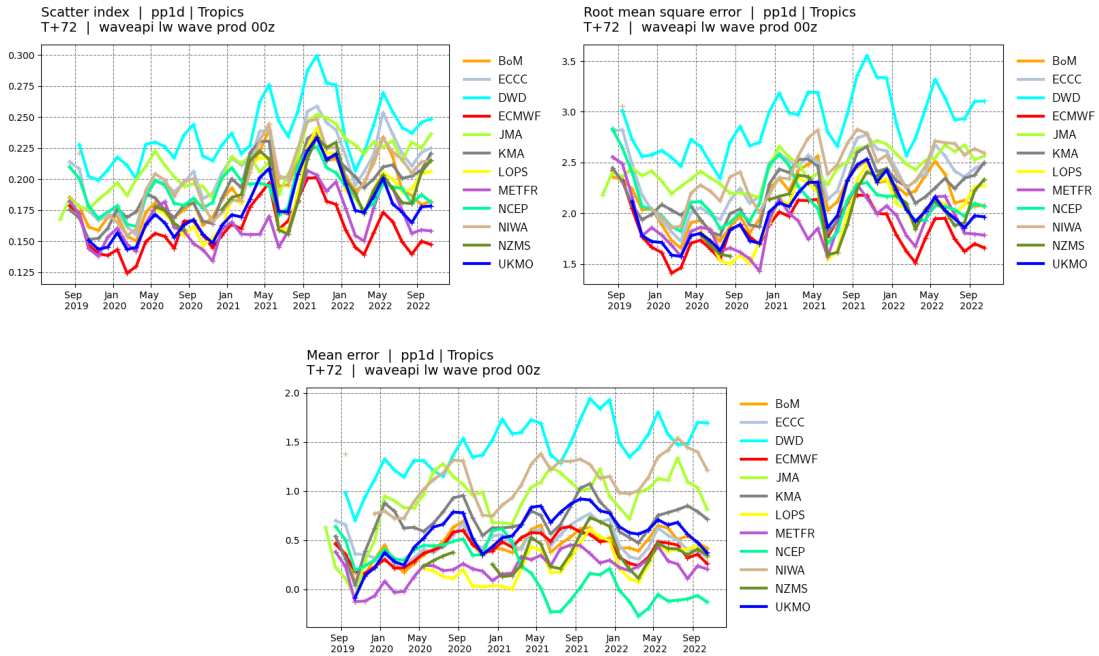 Scatter index | pp1d | Tropics
T+72 | waveapi lw wave prod 00z
0.300
0.275
0.250
0.225
0.200
0.175
0.150
0.125
Sep 2019
Jan 2020
May 2020
Sep 2020
Jan 2021
May 2021
Sep 2021
Jan 2022
May 2022
Sep 2022
BoM
ECCC
DWD
ECMWF
JMA
KMA
LOPS
METFR
NCEP
NIWA
NZMS
UKMO
Root mean square error | pp1d | Tropics
T+72 | waveapi lw wave prod 00z
3.5
3.0
2.5
2.0
1.5
Sep 2019
Jan 2020
May 2020
Sep 2020
Jan 2021
May 2021
Sep 2021
Jan 2022
May 2022
Sep 2022
BoM
ECCC
DWD
ECMWF
JMA
KMA
LOPS
METFR
NCEP
NIWA
NZMS
UKMO
Mean error | pp1d | Tropics
T+72 | waveapi lw wave prod 00z
2.0
1.5
1.0
0.5
0.0
Sep 2019
Jan 2020
May 2020
Sep 2020
Jan 2021
May 2021
Sep 2021
Jan 2022
May 2022
Sep 2022
BoM
ECCC
DWD
ECMWF
JMA
KMA
LOPS
METFR
NCEP
NIWA
NZMS
UKMO